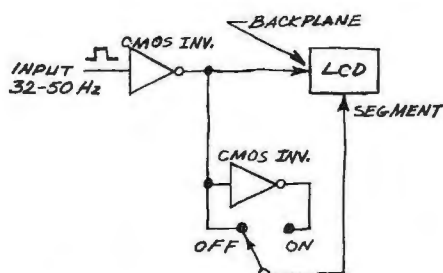 BACKPLANE
CMOS INV.
LCD
INPUT
32-50 HZ
SEGMENT
CMOS INV.
OFF
ON